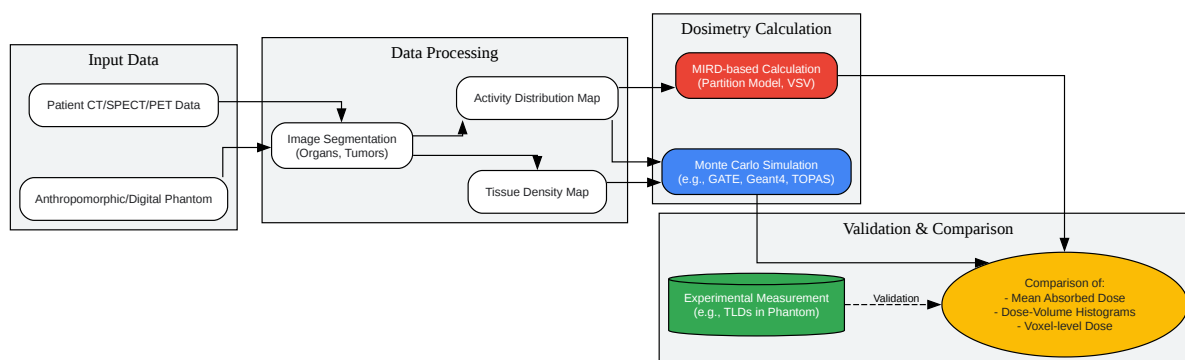 Input Data
Patient CT/SPECT/PET Data
Anthropomorphic/Digital Phantom
Data Processing
Image Segmentation
(Organs, Tumors)
Activity Distribution Map
Tissue Density Map
Dosimetry Calculation
MIRD-based Calculation
(Partition Model, VSV)
Monte Carlo Simulation
(e.g., GATE, Geant4, TOPAS)
Validation & Comparison
Experimental Measurement
(e.g., TLDs in Phantom)
Validation
Comparison of:
- Mean Absorbed Dose
- Dose-Volume Histograms
- Voxel-level Dose